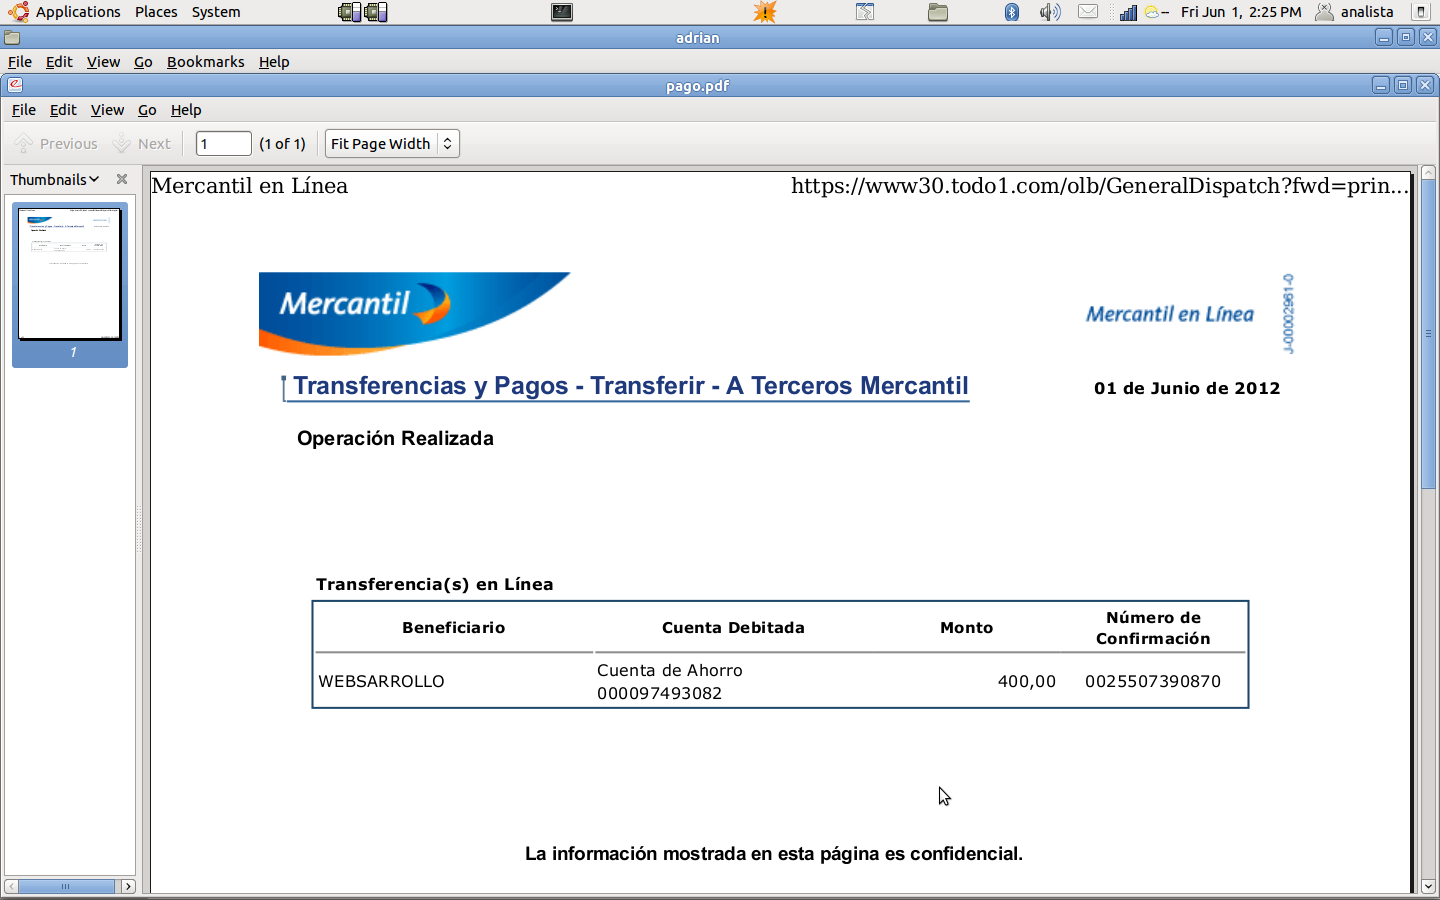 Applications Places System
Fri Jun 1, 2:25 PM analista
adrian
File Edit View Go Bookmarks Help
pago.pdf
File Edit View Go Help
Previous Next 1 (1 of 1) Fit Page Width
Thumbnails
1
Mercantil en Línea https://www30.todo1.com/olb/GeneralDispatch?fwd=prin...
Mercantil
Mercantil en Línea
J-00002961-0
Transferencias y Pagos - Transferir - A Terceros Mercantil
01 de Junio de 2012
Operación Realizada
Transferencia(s) en Línea
Beneficiario Cuenta Debitada Monto Número de
Confirmación
WEBSARROLLO Cuenta de Ahorro
000097493082 400,00 0025507390870
La información mostrada en esta página es confidencial.